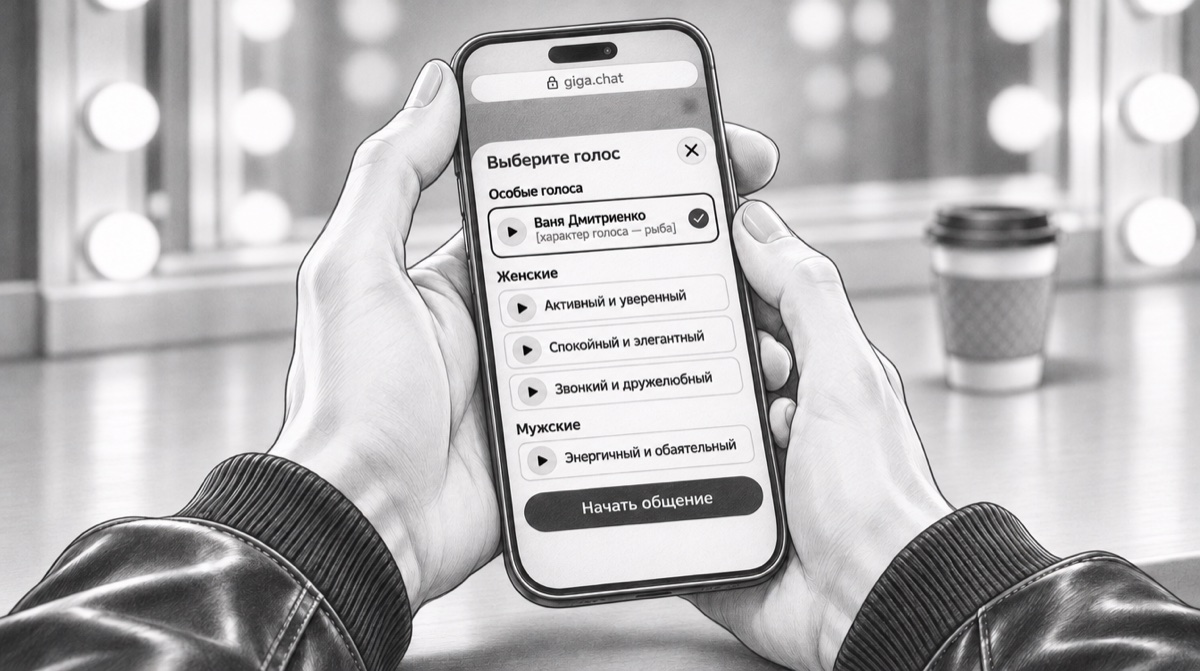 giga.chat
Выберите голос
Особые голоса
Ваня Дмитриенко
[характер голоса — рыба]
Женские
Активный и уверенный
Спокойный и элегантный
Звонкий и дружелюбный
Мужские
Энергичный и обаятельный
Начать общение